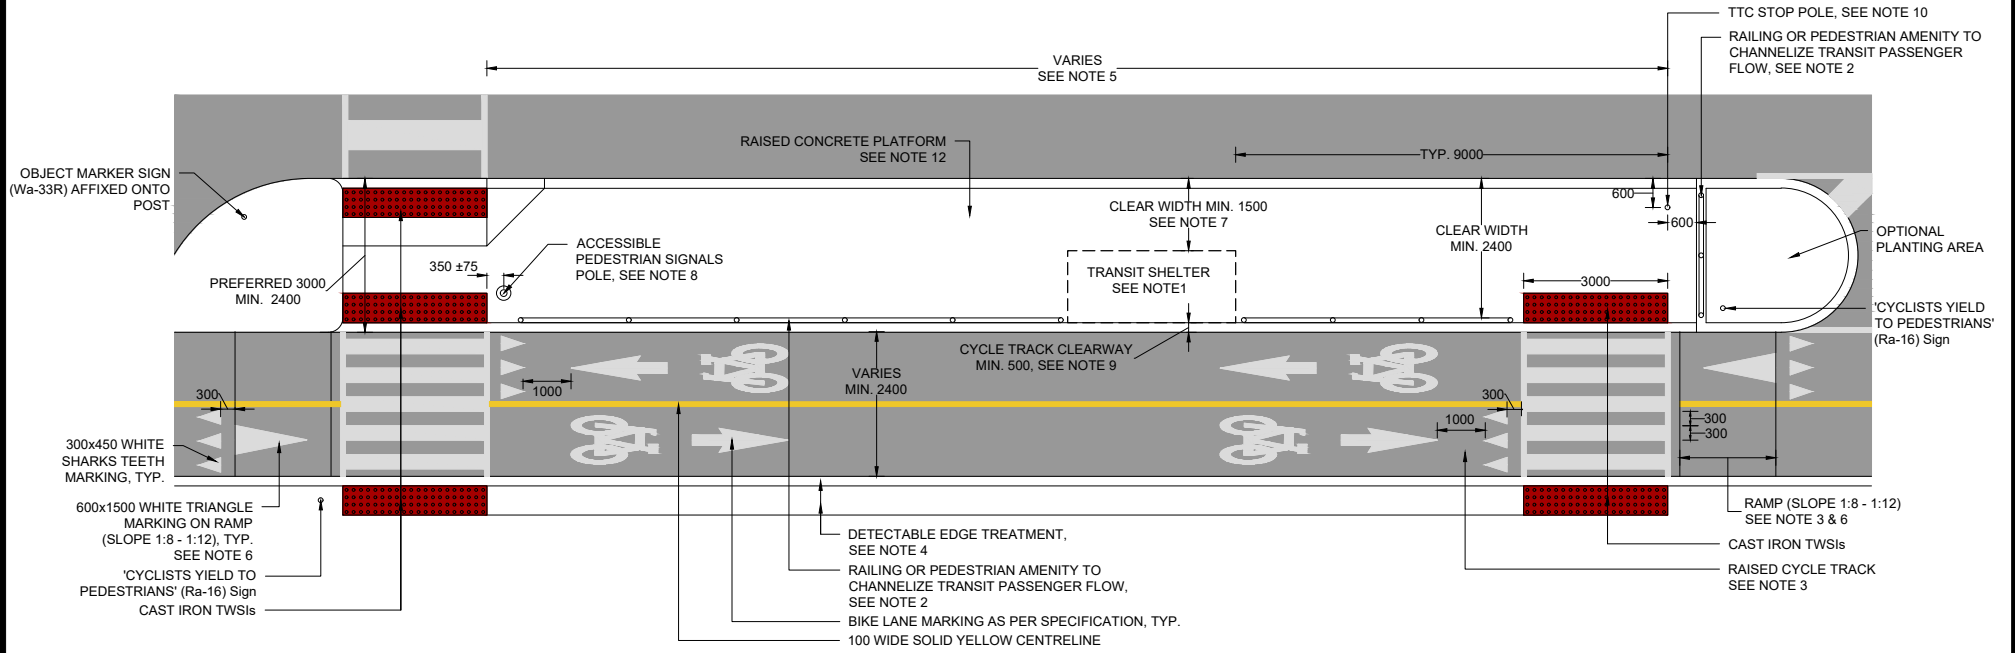 TTC STOP POLE, SEE NOTE 10
RAILING OR PEDESTRIAN AMENITY TO
CHANNELIZE TRANSIT PASSENGER
FLOW, SEE NOTE 2
VARIES
SEE NOTE 5
RAISED CONCRETE PLATFORM
SEE NOTE 12
TYP. 9000
OBJECT MARKER SIGN
(Wa-33R) AFFIXED ONTO
POST
600
600
CLEAR WIDTH MIN. 1500
SEE NOTE 7
CLEAR WIDTH
MIN. 2400
OPTIONAL
PLANTING AREA
ACCESSIBLE
PEDESTRIAN SIGNALS
POLE, SEE NOTE 8
350 ±75
PREFERRED 3000
MIN. 2400
TRANSIT SHELTER
SEE NOTE1
3000
'CYCLISTS YIELD
TO PEDESTRIANS'
(Ra-16) Sign
CYCLE TRACK CLEARWAY
MIN. 500, SEE NOTE 9
VARIES
MIN. 2400
1000
300
300
1000
300
300
300x450 WHITE
SHARKS TEETH
MARKING, TYP.
600x1500 WHITE TRIANGLE
MARKING ON RAMP
(SLOPE 1:8 - 1:12), TYP.
SEE NOTE 6
'CYCLISTS YIELD TO
PEDESTRIANS' (Ra-16) Sign
CAST IRON TWSIs
DETECTABLE EDGE TREATMENT,
SEE NOTE 4
RAILING OR PEDESTRIAN AMENITY TO
CHANNELIZE TRANSIT PASSENGER FLOW,
SEE NOTE 2
BIKE LANE MARKING AS PER SPECIFICATION, TYP.
100 WIDE SOLID YELLOW CENTRELINE
RAMP (SLOPE 1:8 - 1:12)
SEE NOTE 3 & 6
CAST IRON TWSIs
RAISED CYCLE TRACK
SEE NOTE 3